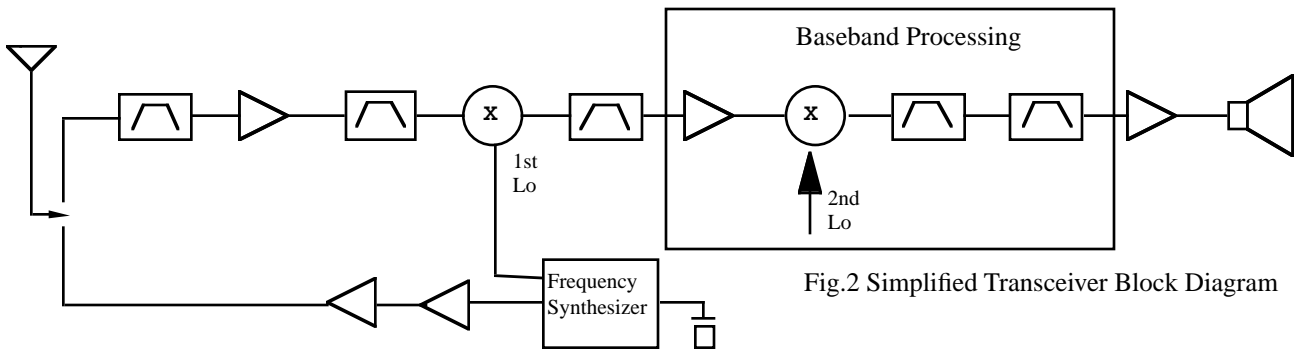 Baseband Processing
x
x
1st
Lo
2nd
Lo
Frequency
Synthesizer
Fig.2 Simplified Transceiver Block Diagram